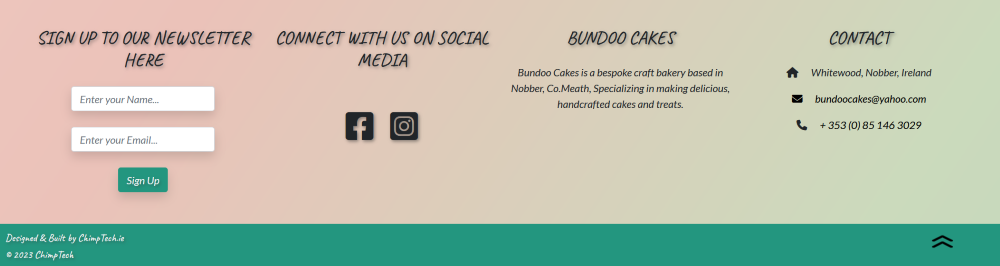 SIGN UP TO OUR NEWSLETTER
HERE
Enter your Name...
Enter your Email...
Sign Up
CONNECT WITH US ON SOCIAL
MEDIA
BUNDOO CAKES
Bundoo Cakes is a bespoke craft bakery based in
Nobber, Co.Meath, Specializing in making delicious,
handcrafted cakes and treats.
CONTACT
Whitewood, Nobber, Ireland
bundoocakes@yahoo.com
+ 353 (0) 85 146 3029
Designed & Built by ChimpTech.ie
© 2023 ChimpTech